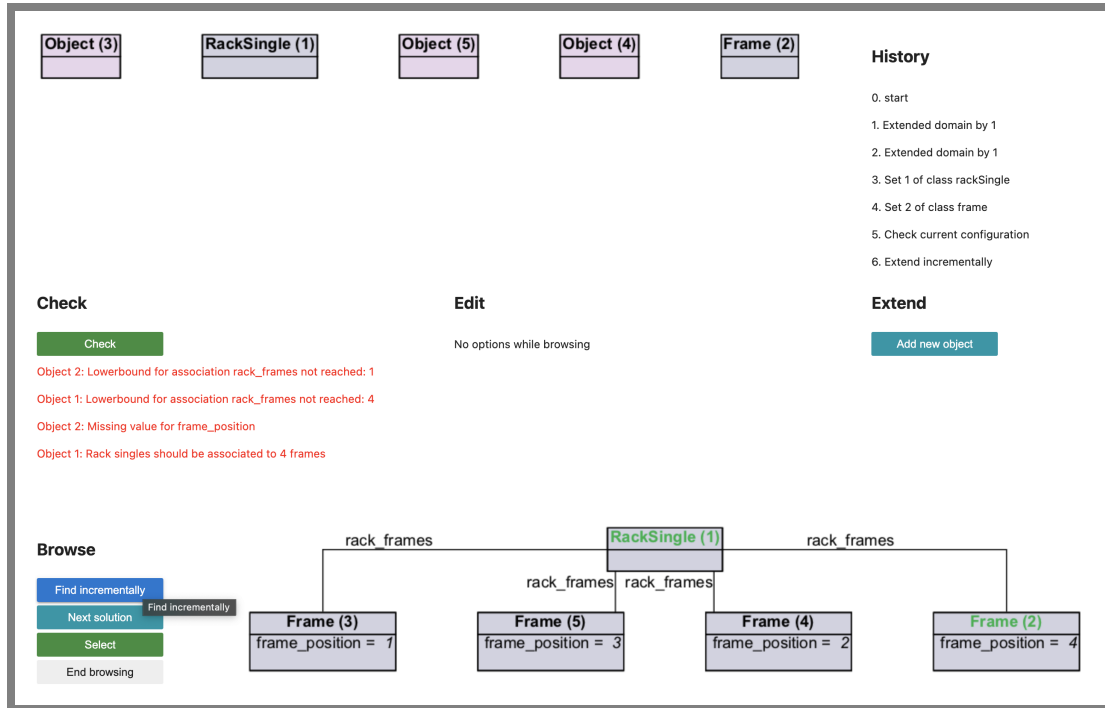 Object (3)
RackSingle (1)
Object (5)
Object (4)
Frame (2)
History
0. start
1. Extended domain by 1
2. Extended domain by 1
3. Set 1 of class rackSingle
4. Set 2 of class frame
5. Check current configuration
6. Extend incrementally
Check
Check
Object 2: Lowerbound for association rack_frames not reached: 1
Object 1: Lowerbound for association rack_frames not reached: 4
Object 2: Missing value for frame_position
Object 1: Rack singles should be associated to 4 frames
Edit
No options while browsing
Extend
Add new object
Browse
Find incrementally
Find incrementally
Next solution
Select
End browsing
RackSingle (1)
rack_frames
rack_frames
rack_frames
rack_frames
Frame (3)
frame_position = 1
Frame (5)
frame_position = 3
Frame (4)
frame_position = 2
Frame (2)
frame_position = 4